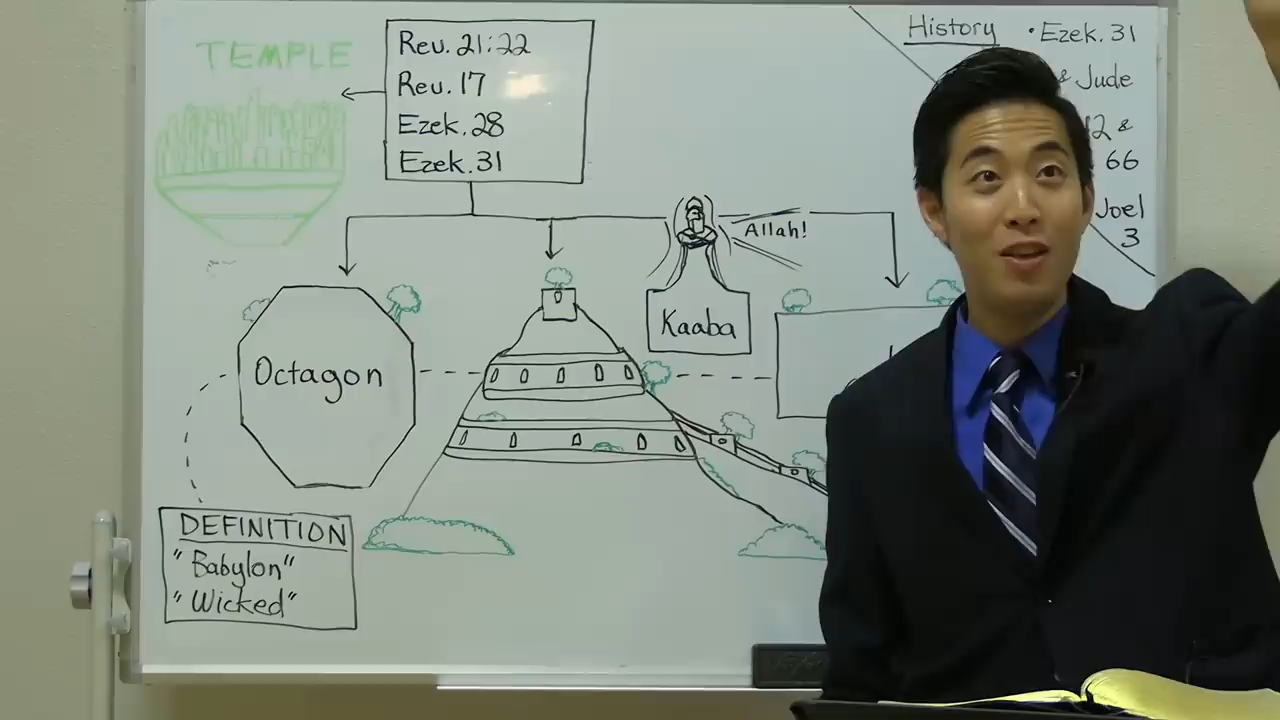 TEMPLE
Rev. 21:22
Rev. 17
Ezek. 28
Ezek. 31
History • Ezek. 31
& Jude
12 &
66
Joel
3
Allah!
Kaaba
Octagon
DEFINITION
"Babylon"
"Wicked"